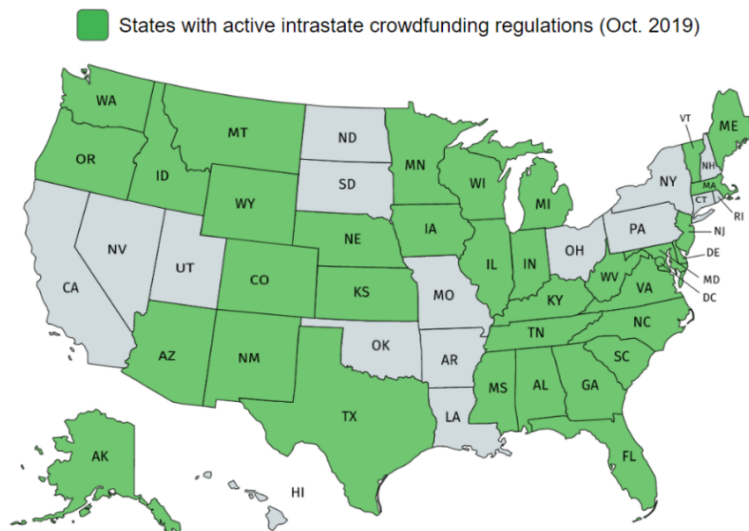 States with active intrastate crowdfunding regulations (Oct. 2019)
WA
MT
ND
MN
VT
ME
OR
ID
SD
WI
NH
WY
MI
NY
MA
CT
RI
NE
IA
PA
NJ
NV
UT
IL
IN
OH
DE
CA
CO
MD
WV
KS
MO
KY
VA
DC
AZ
NM
OK
AR
TN
NC
SC
MS
AL
GA
TX
LA
FL
AK
HI